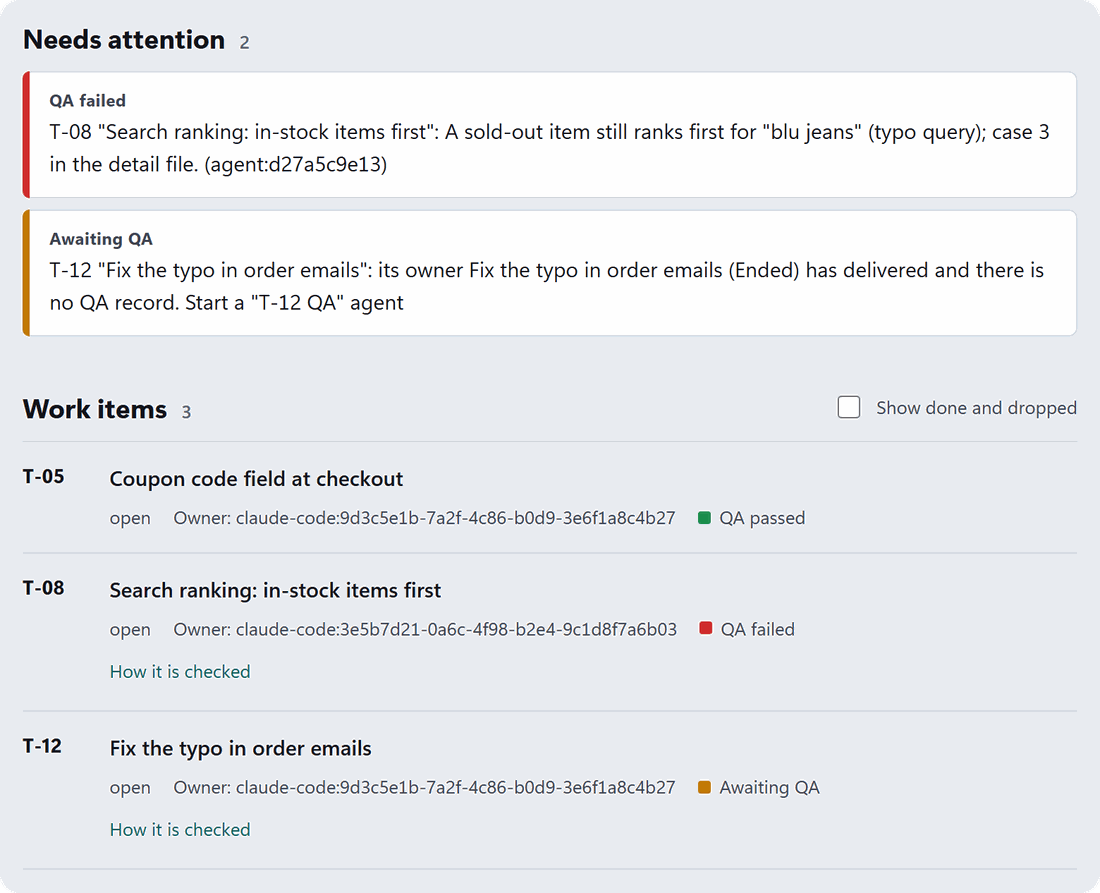 Needs attention 2
QA failed
T-08 "Search ranking: in-stock items first": A sold-out item still ranks first for "blu jeans" (typo query); case 3
in the detail file. (agent:d27a5c9e13)
Awaiting QA
T-12 "Fix the typo in order emails": its owner Fix the typo in order emails (Ended) has delivered and there is
no QA record. Start a "T-12 QA" agent
Work items 3
Show done and dropped
T-05 Coupon code field at checkout
open Owner: claude-code:9d3c5e1b-7a2f-4c86-b0d9-3e6f1a8c4b27 QA passed
T-08 Search ranking: in-stock items first
open Owner: claude-code:3e5b7d21-0a6c-4f98-b2e4-9c1d8f7a6b03 QA failed
How it is checked
T-12 Fix the typo in order emails
open Owner: claude-code:9d3c5e1b-7a2f-4c86-b0d9-3e6f1a8c4b27 Awaiting QA
How it is checked